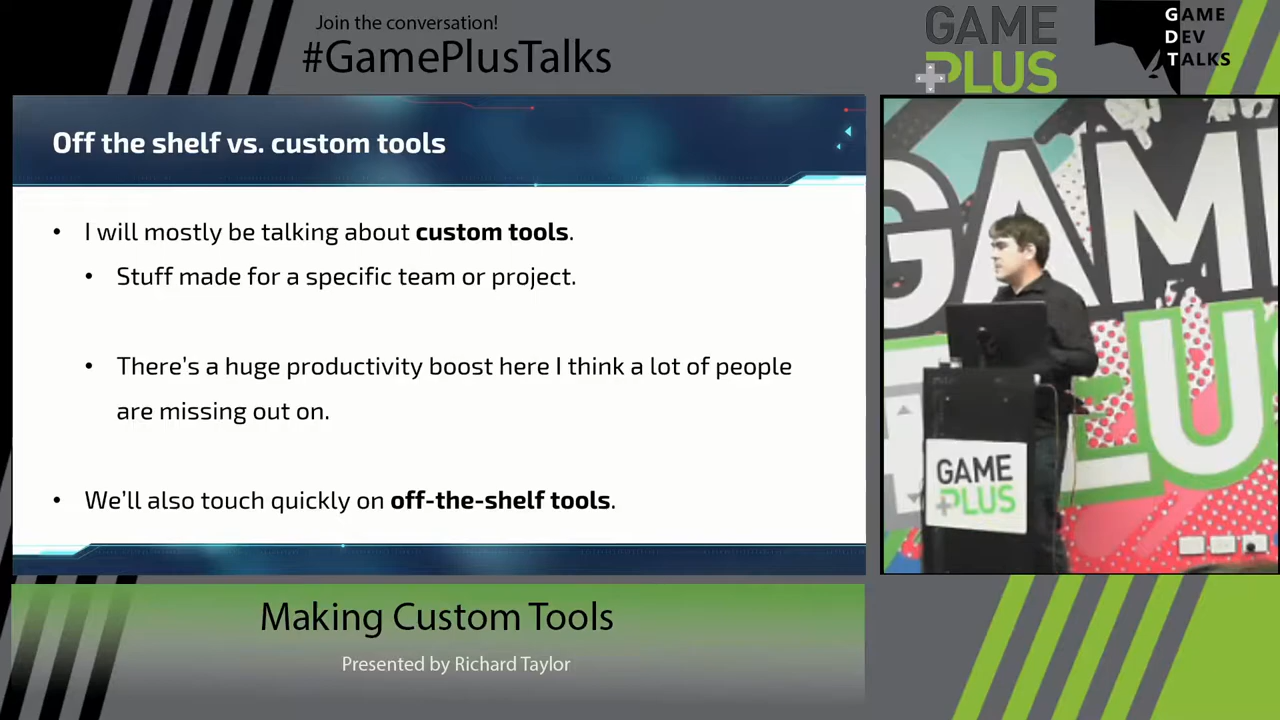 Join the conversation!
#GamePlusTalks
GAME
PLUS
GAME
DEV
TALKS
Off the shelf vs. custom tools
• I will mostly be talking about custom tools.
• Stuff made for a specific team or project.
• There's a huge productivity boost here I think a lot of people
are missing out on.
• We'll also touch quickly on off-the-shelf tools.
GAME
PLUS
Making Custom Tools
Presented by Richard Taylor